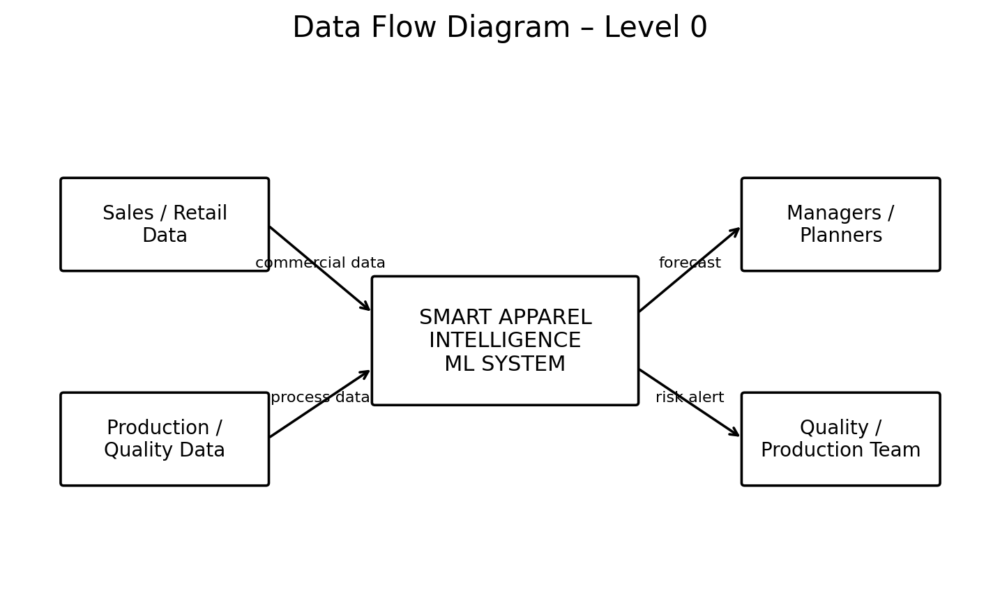 Data Flow Diagram – Level 0
Sales / Retail
Data
Managers /
Planners
commercial data
forecast
SMART APPAREL
INTELLIGENCE
ML SYSTEM
process data
risk alert
Production /
Quality Data
Quality /
Production Team